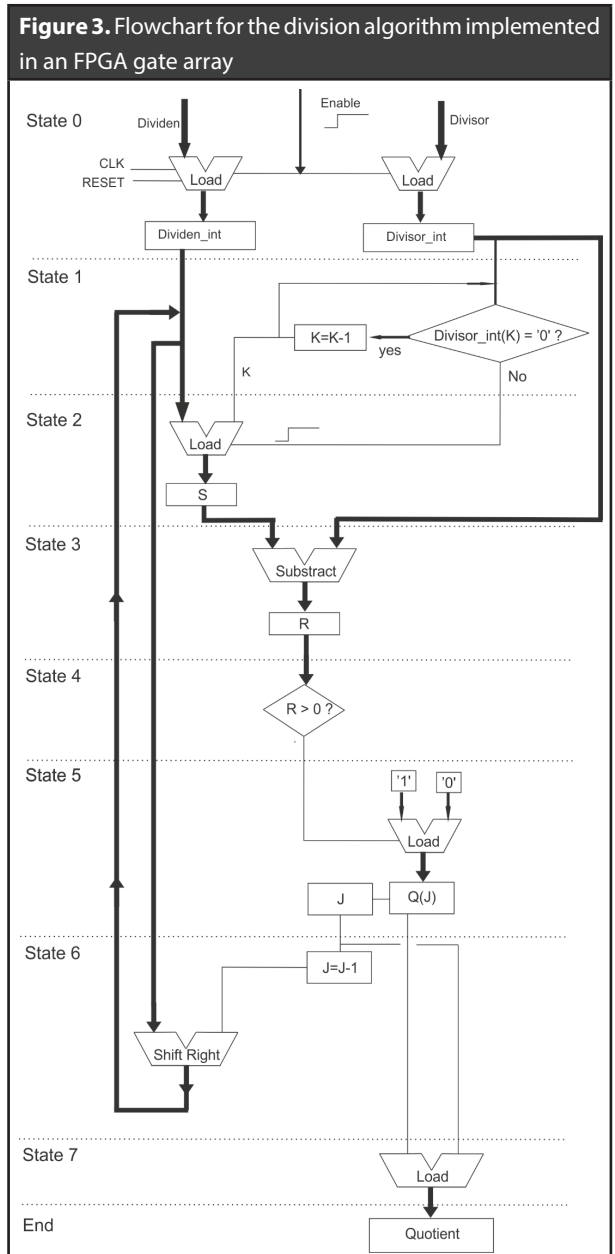 Figure 3. Flowchart for the division algorithm implemented
in an FPGA gate array
State 0
Dividen
Enable
Divisor
CLK
RESET
Load
Load
Dividen_int
Divisor_int
State 1
K=K-1
yes
Divisor_int(K) = '0' ?
K
No
State 2
Load
S
State 3
Substract
R
State 4
R > 0 ?
State 5
'1'
'0'
Load
J
Q(J)
State 6
J=J-1
Shift Right
State 7
Load
End
Quotient